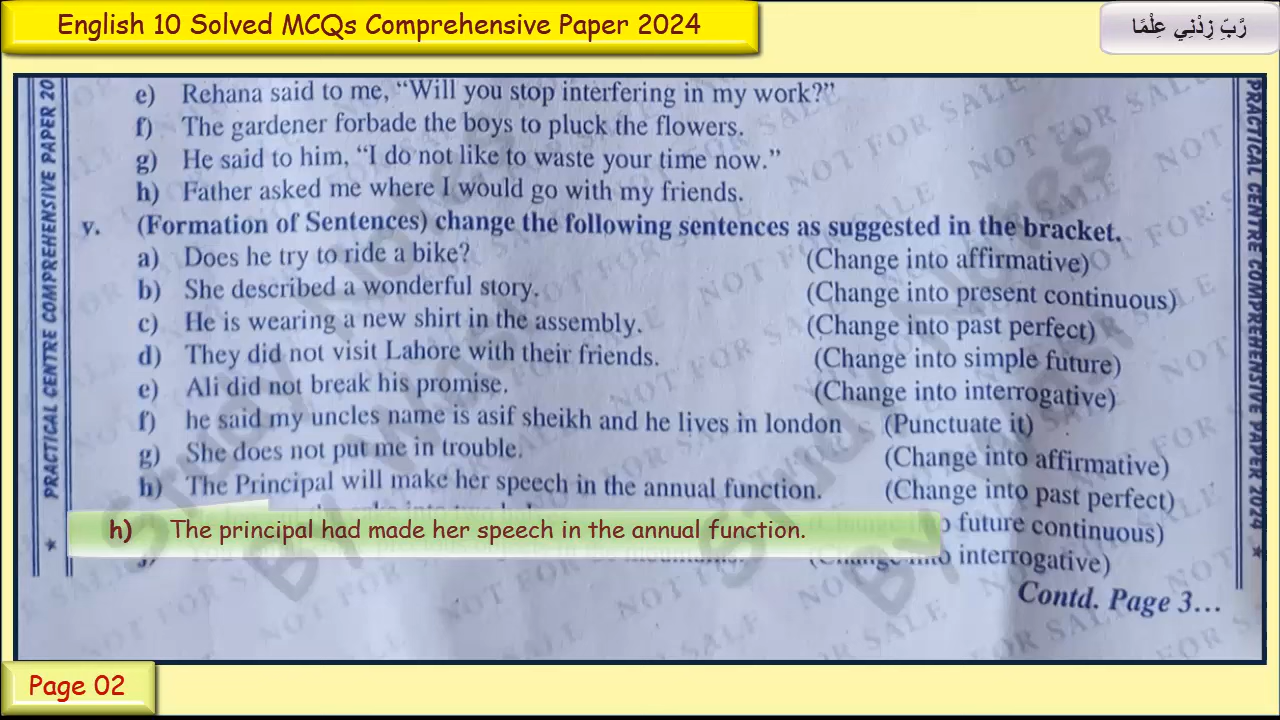 English 10 Solved MCQs Comprehensive Paper 2024
رَّبِّ زِدْنِي عِلْمًا
PRACTICAL CENTRE COMPREHENSIVE PAPER 20
e) Rehana said to me, “Will you stop interfering in my work?”
f) The gardener forbade the boys to pluck the flowers.
g) He said to him, “I do not like to waste your time now.”
h) Father asked me where I would go with my friends.
v. (Formation of Sentences) change the following sentences as suggested in the bracket.
a) Does he try to ride a bike? (Change into affirmative)
b) She described a wonderful story. (Change into present continuous)
c) He is wearing a new shirt in the assembly. (Change into past perfect)
d) They did not visit Lahore with their friends. (Change into simple future)
e) Ali did not break his promise. (Change into interrogative)
f) he said my uncles name is asif sheikh and he lives in london (Punctuate it)
g) She does not put me in trouble. (Change into affirmative)
h) The Principal will make her speech in the annual function. (Change into past perfect)
h) The principal had made her speech in the annual function.
future continuous)
interrogative)
Contd. Page 3...
PRACTICAL CENTRE COMPREHENSIVE PAPER 2024
Study Notes
By Wasi
NOT FOR SALE
Page 02